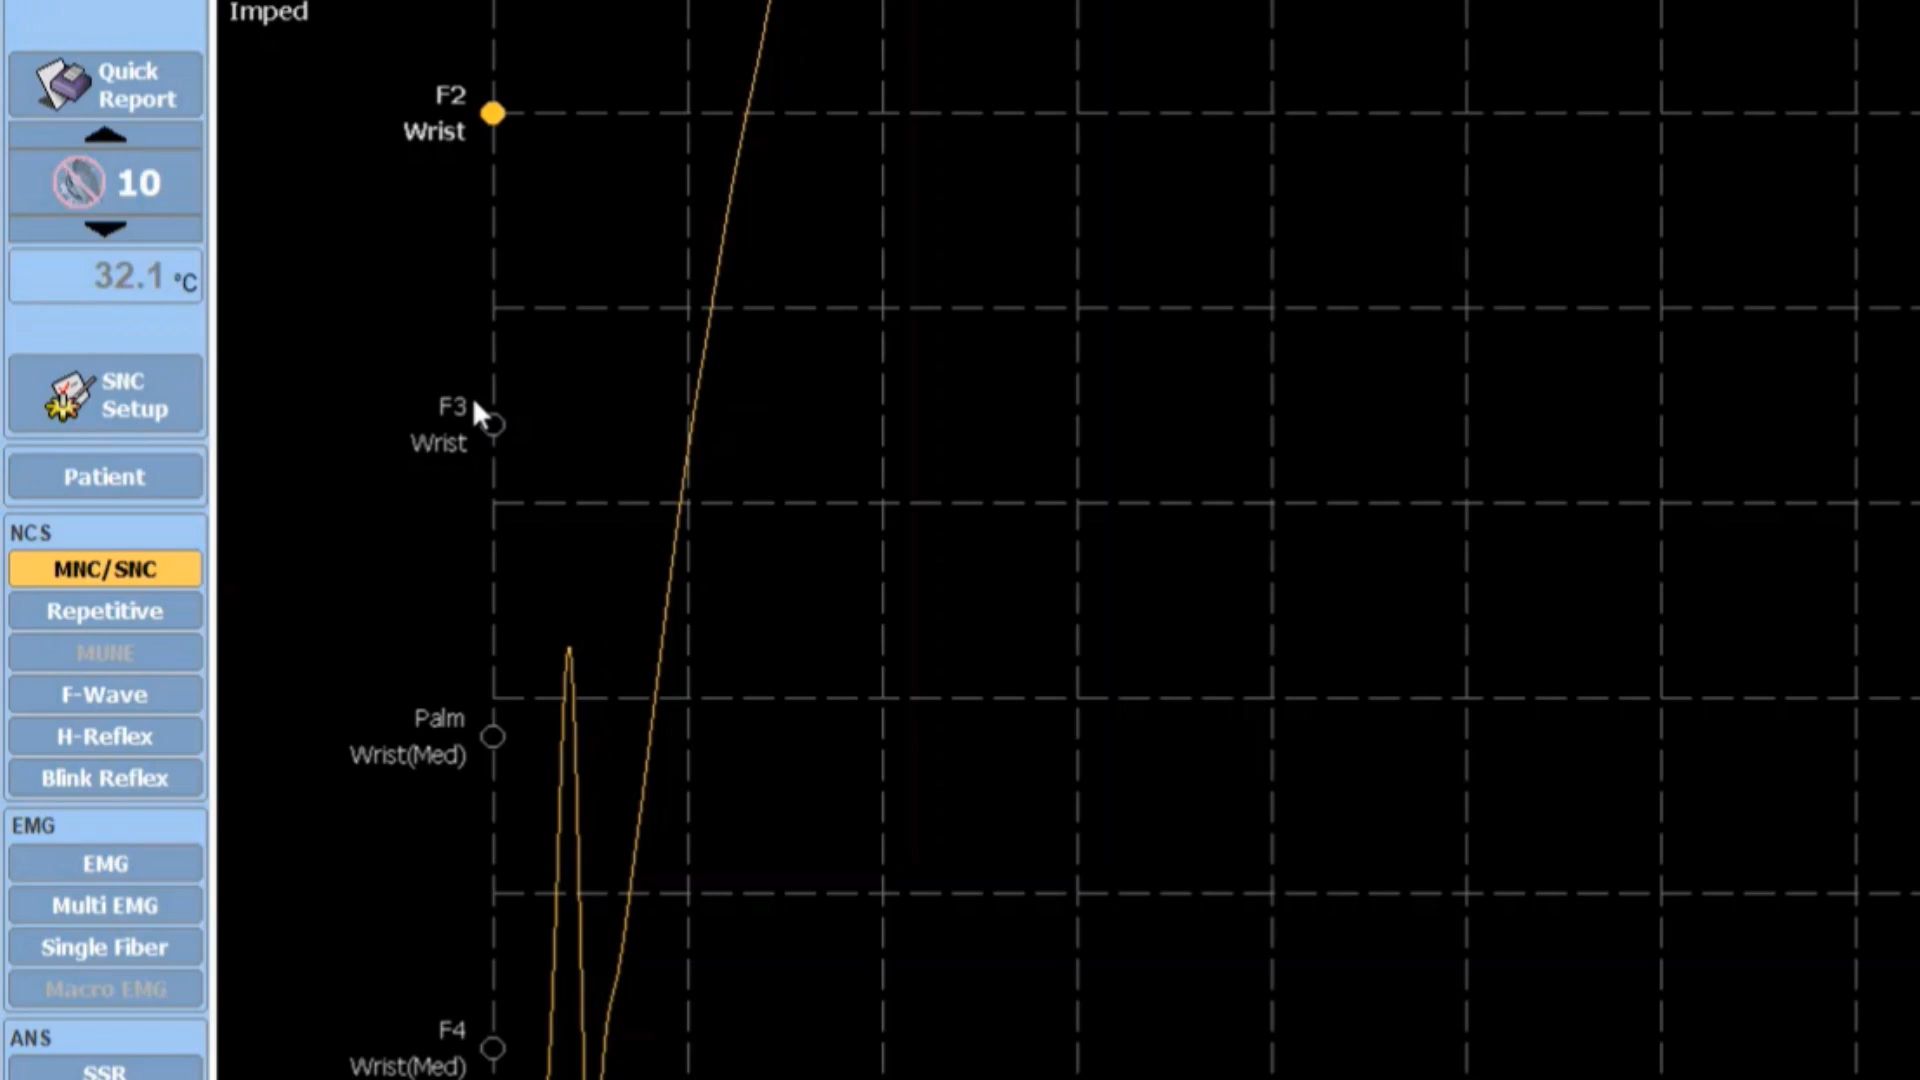 Imped
Quick
Report
10
32.1 °C
SNC
Setup
Patient
NCS
MNC/SNC
Repetitive
MUNE
F-Wave
H-Reflex
Blink Reflex
EMG
EMG
Multi EMG
Single Fiber
Macro EMG
ANS
SSR
F2
Wrist
F3
Wrist
Palm
Wrist(Med)
F4
Wrist(Med)